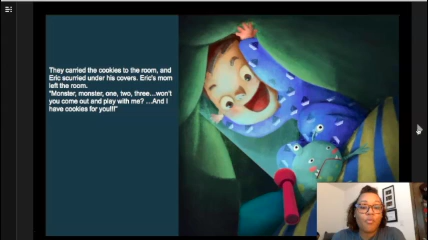 They carried the cookies to the room, and
Eric scurried under his covers. Eric's mom
left the room.
"Monster, monster, one, two, three…won't
you come out and play with me? …And I
have cookies for you!!!"